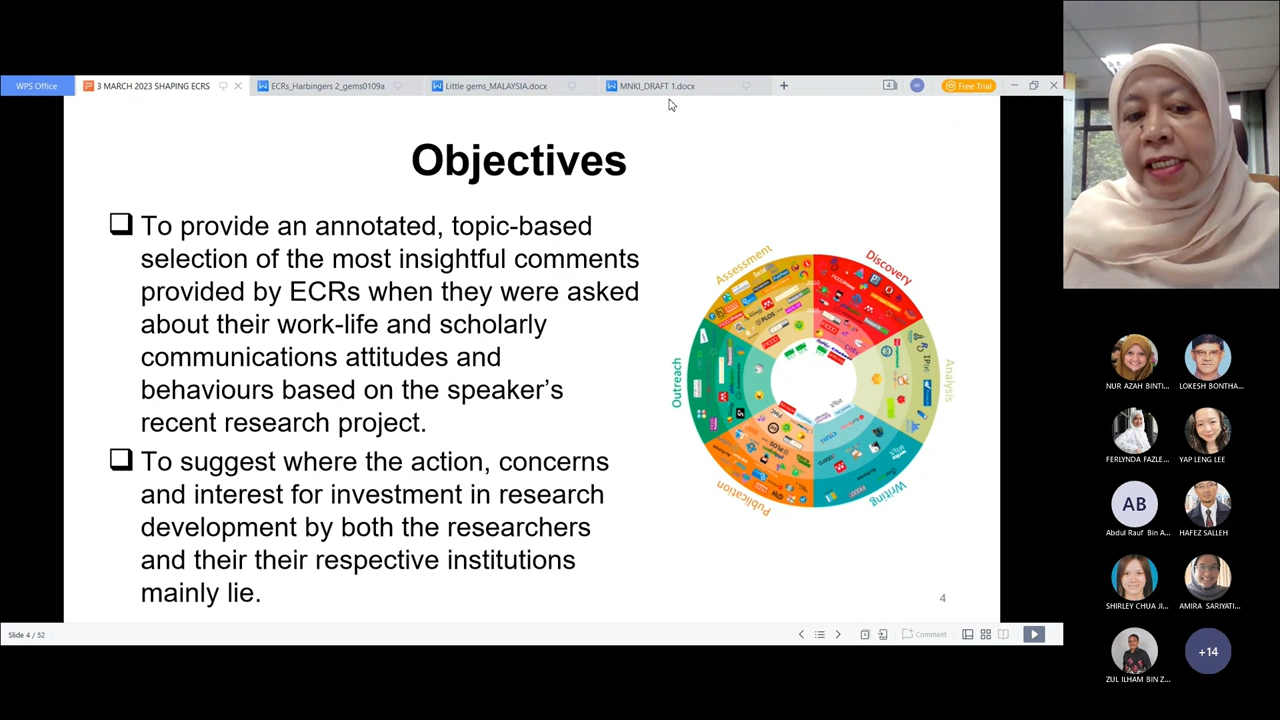 WPS Office
3 MARCH 2023 SHAPING ECRS
ECRs_Harbingers 2_gems0109a
Little gems_MALAYSIA.docx
MNKI_DRAFT 1.docx
Free Trial
Objectives
To provide an annotated, topic-based
selection of the most insightful comments
provided by ECRs when they were asked
about their work-life and scholarly
communications attitudes and
behaviours based on the speaker’s
recent research project.
To suggest where the action, concerns
and interest for investment in research
development by both the researchers
and their their respective institutions
mainly lie.
Assessment
Discovery
Analysis
Writing
Publication
Outreach
PLOS
4
Slide 4 / 52
Comment
NUR AZAH BINTI...
LOKESH BONTHA...
FERLYNDA FAZLE...
YAP LENG LEE
AB
Abdul Rauf Bin A...
HAFEZ SALLEH
SHIRLEY CHUA JI...
AMIRA SARIYATI...
ZUL ILHAM BIN Z...
+14